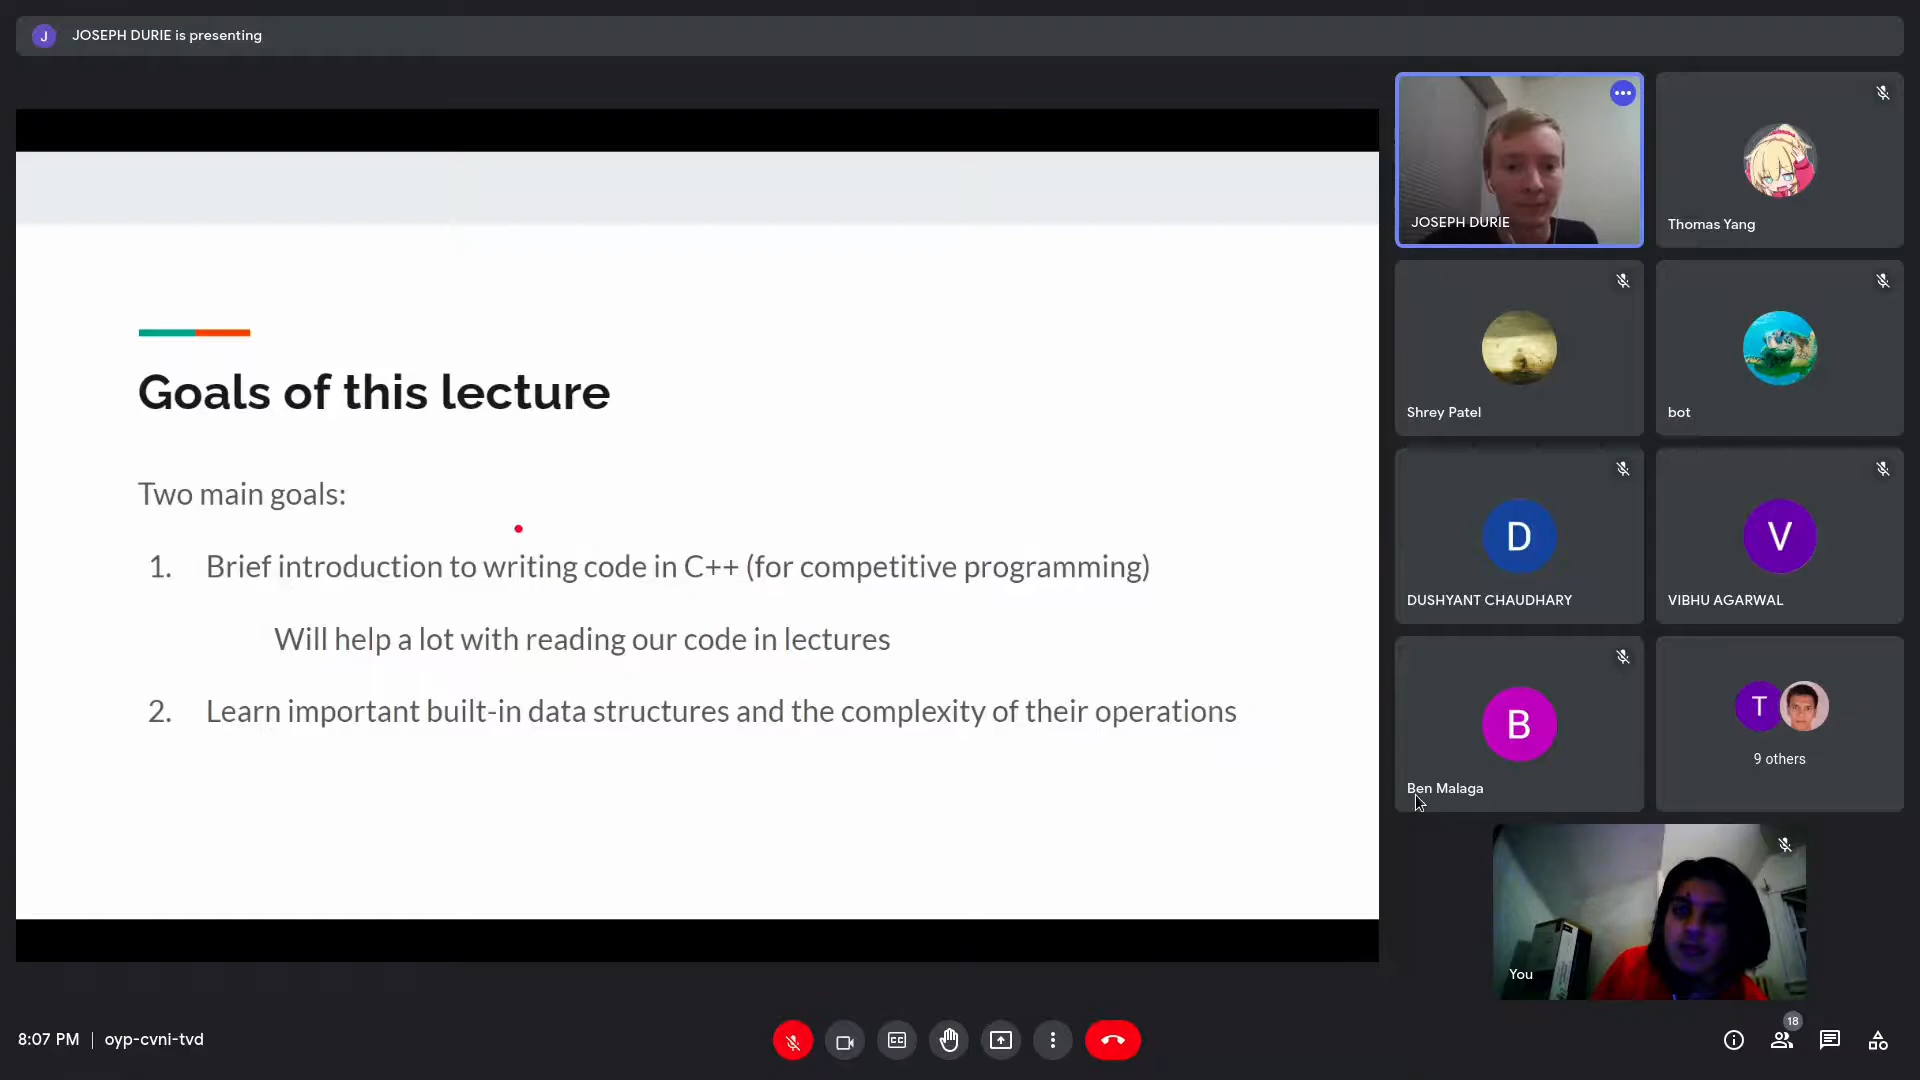 J JOSEPH DURIE is presenting
Goals of this lecture
Two main goals:
1. Brief introduction to writing code in C++ (for competitive programming)
Will help a lot with reading our code in lectures
2. Learn important built-in data structures and the complexity of their operations
JOSEPH DURIE
Thomas Yang
Shrey Patel
bot
D
DUSHYANT CHAUDHARY
V
VIBHU AGARWAL
B
Ben Malaga
T
9 others
You
8:07 PM | oyp-cvni-tvd
CC
18